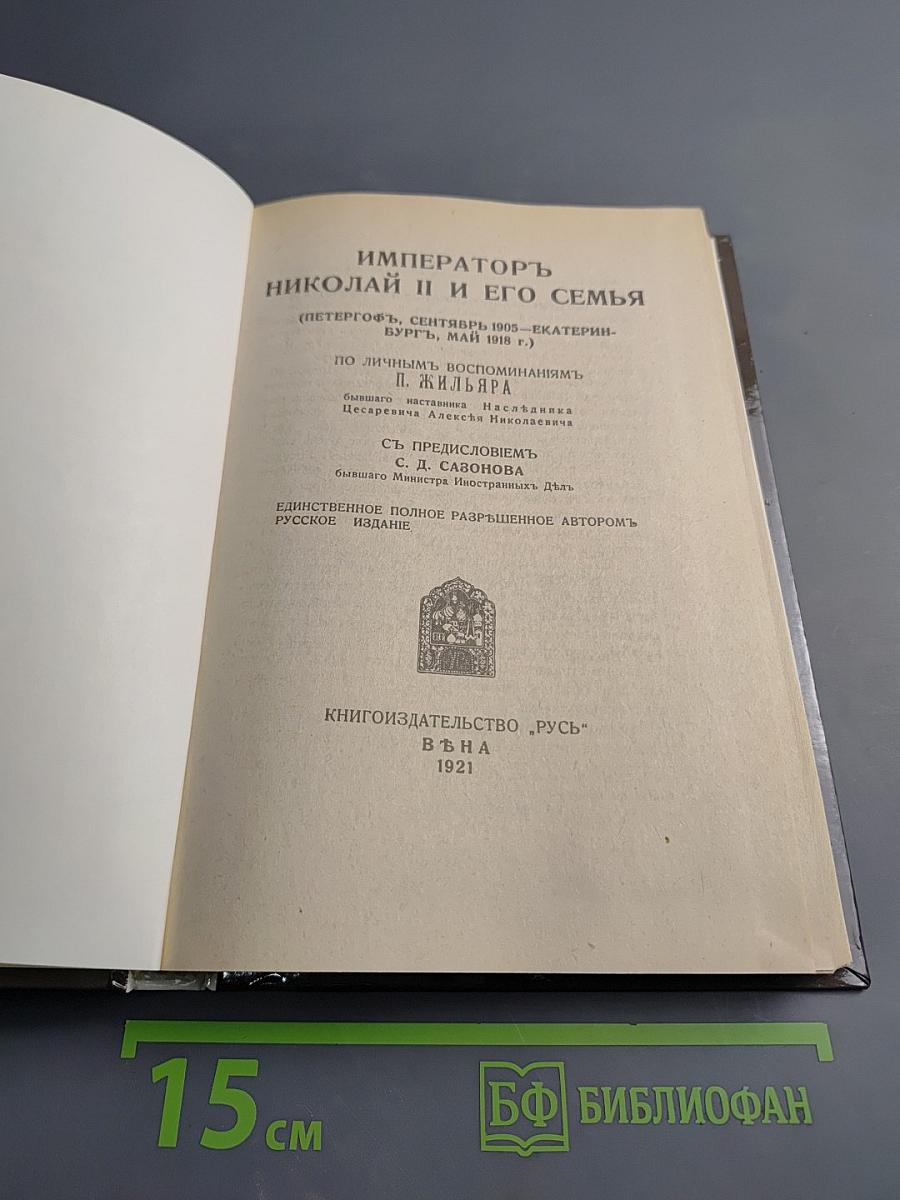 ИМПЕРАТОРЪ
НИКОЛАЙ II И ЕГО СЕМЬЯ
(ПЕТЕРГОФЪ, СЕНТЯБРЬ 1905—ЕКАТЕРИН-
БУРГЪ, МАЙ 1918 г.)
ПО ЛИЧНЫМЪ ВОСПОМИНАНІЯМЪ
П. ЖИЛЬЯРА
бывшаго наставника Наслѣдника
Цесаревича Алексѣя Николаевича
СЪ ПРЕДИСЛОВІЕМЪ
С. Д. САЗОНОВА
бывшаго Министра Иностранныхъ Дѣлъ
ЕДИНСТВЕННОЕ ПОЛНОЕ РАЗРѢШЕННОЕ АВТОРОМЪ
РУССКОЕ ИЗДАНІЕ
КНИГОИЗДАТЕЛЬСТВО „РУСЬ“
ВѢНА
1921
15 см
БФ БИБЛИОФАН